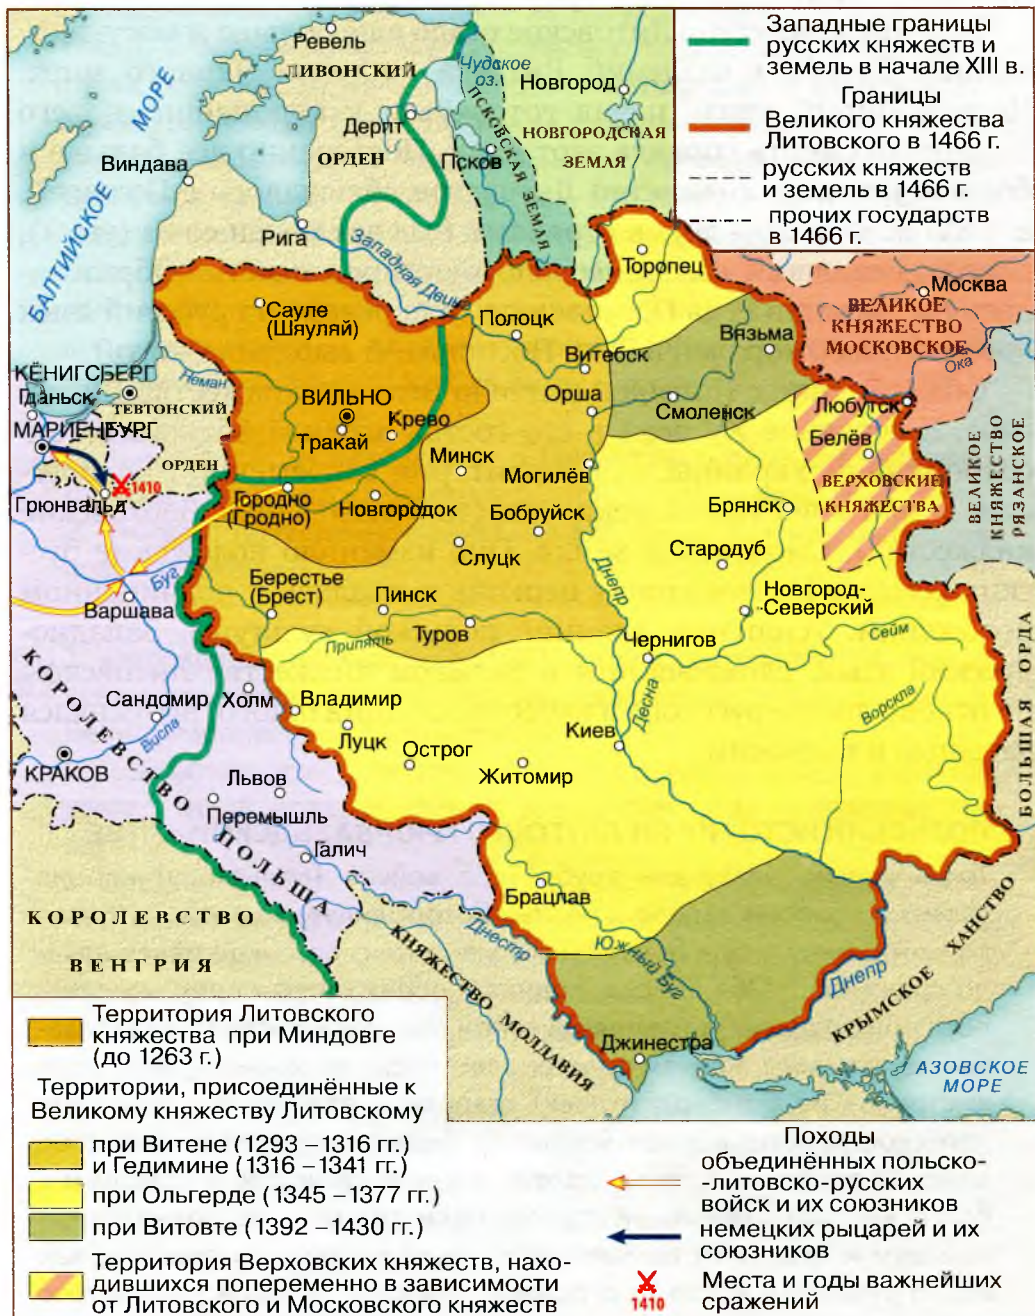 Западные границы
русских княжеств и
земель в начале XIII в.
Границы
Великого княжества
Литовского в 1466 г.
русских княжеств
и земель в 1466 г.
прочих государств
в 1466 г.
Ревель
ЛИВОНСКИЙ
ОРДЕН
Чудское
оз.
Новгород
НОВГОРОДСКАЯ
ЗЕМЛЯ
ПСКОВСКАЯ
ЗЕМЛЯ
Дерпт
Псков
БАЛТИЙСКОЕ
МОРЕ
Виндава
Рига
Западная Двина
Торопец
Москва
ВЕЛИКОЕ
КНЯЖЕСТВО
МОСКОВСКОЕ
Ока
Сауле
(Шяуляй)
Полоцк
Витебск
Вязьма
КЁНИГСБЕРГ
Гданьск
ТЕВТОНСКИЙ
ОРДЕН
МАРИЕНБУРГ
Неман
ВИЛЬНО
Тракай
Крево
Орша
Смоленск
Любутск
Белёв
ВЕРХОВСКИЕ
КНЯЖЕСТВА
ВЕЛИКОЕ
КНЯЖЕСТВО
РЯЗАНСКОЕ
Минск
Могилёв
1410
Грюнвальд
Городно
(Гродно)
Новгородок
Бобруйск
Брянск
Слуцк
Стародуб
Буг
Варшава
Берестье
(Брест)
Пинск
Днепр
Новгород-
Северский
Припять
Туров
Чернигов
Сейм
КОРОЛЕВСТВО
ПОЛЬША
Сандомир
Висла
Холм
Владимир
Десна
Ворскла
БОЛЬШАЯ ОРДА
Луцк
Острог
Киев
КРАКОВ
Житомир
Львов
Перемышль
Галич
Брацлав
КОРОЛЕВСТВО
ВЕНГРИЯ
Днестр
Южный Буг
КНЯЖЕСТВО МОЛДАВИЯ
Днепр
КРЫМСКОЕ ХАНСТВО
Джинестра
АЗОВСКОЕ
МОРЕ
Территория Литовского
княжества при Миндовге
(до 1263 г.)
Территории, присоединённые к
Великому княжеству Литовскому
при Витене (1293 – 1316 гг.)
и Гедимине (1316 – 1341 гг.)
при Ольгерде (1345 – 1377 гг.)
при Витовте (1392 – 1430 гг.)
Территория Верховских княжеств, нахо-
дившихся попеременно в зависимости
от Литовского и Московского княжеств
Походы
объединённых польско-
-литовско-русских
войск и их союзников
немецких рыцарей и их
союзников
1410
Места и годы важнейших
сражений